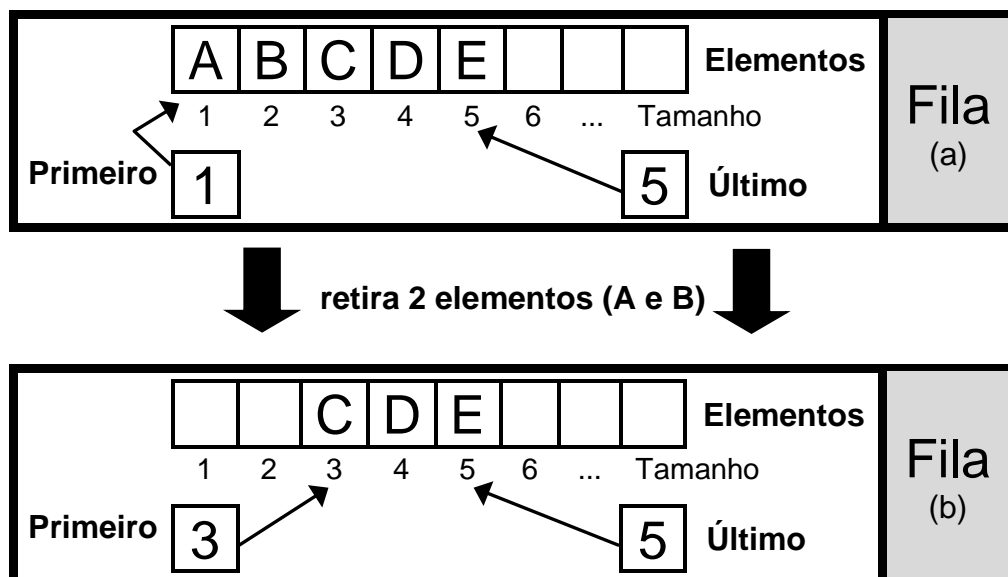 A B C D E Elementos
1 2 3 4 5 6 ... Tamanho
Primeiro 1 5 Último
Fila
(a)
retira 2 elementos (A e B)
C D E Elementos
1 2 3 4 5 6 ... Tamanho
Primeiro 3 5 Último
Fila
(b)